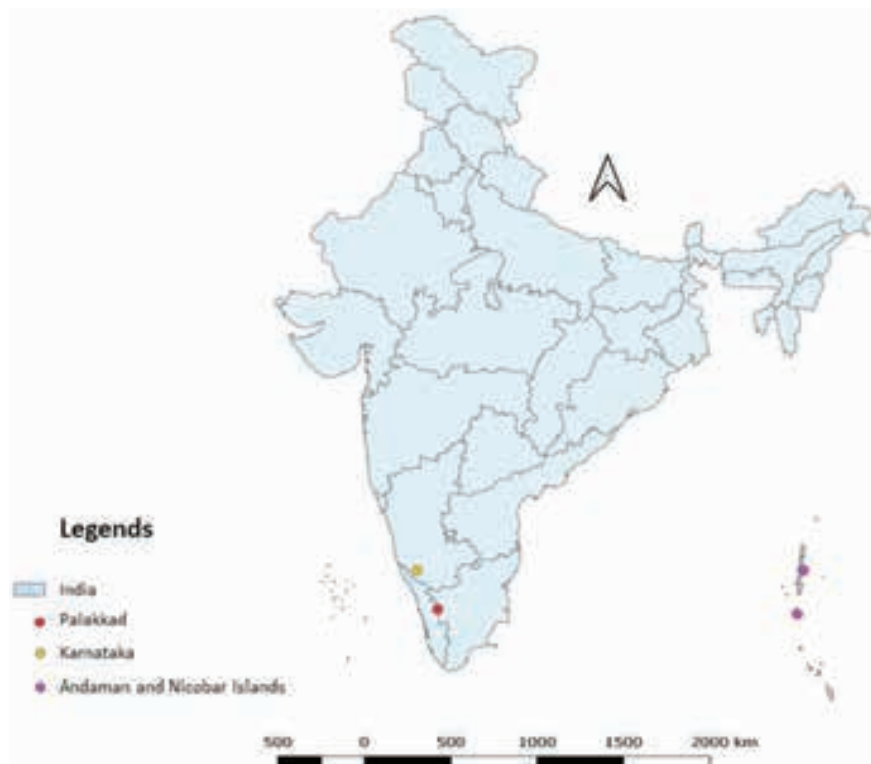 Legends
India
Palakkad
Karnataka
Andaman and Nicobar Islands
500 0 500 1000 1500 2000 km